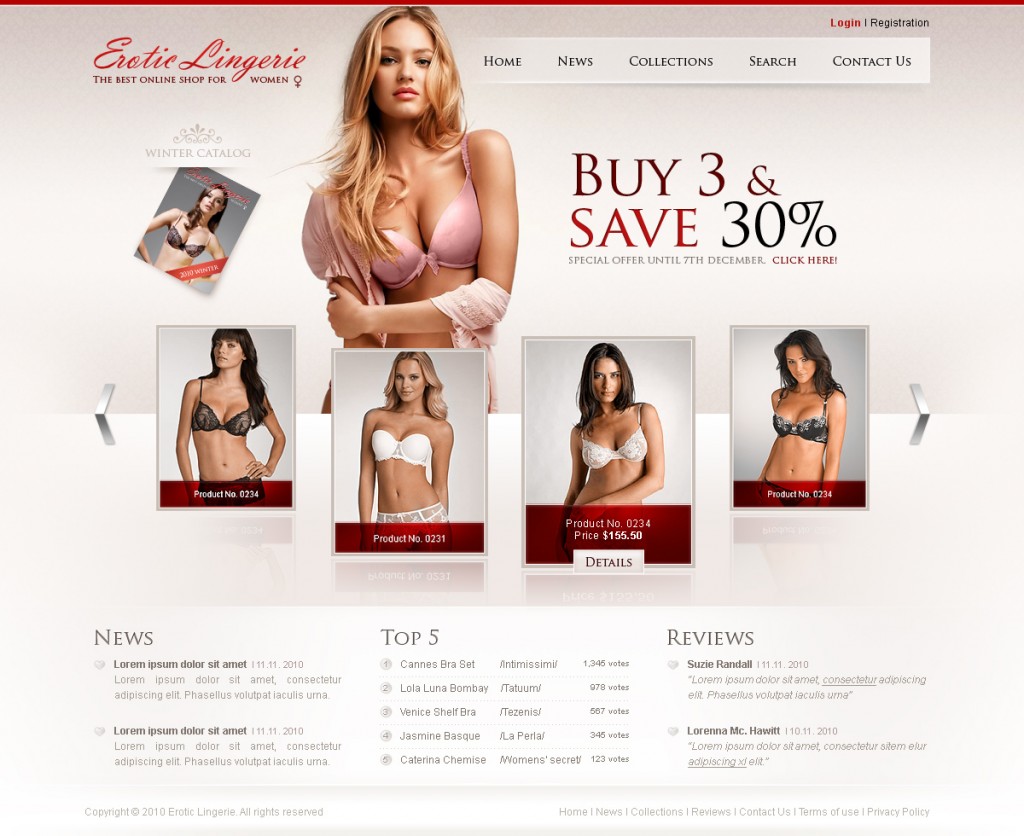 Login | Registration
Erotic Lingerie
The best online shop for women
Home News Collections Search Contact Us
Winter Catalog
Erotic Lingerie
2010 Winter
Buy 3 &
save 30%
Special offer until 7th December. Click here!
Product No. 0234
Product No. 0231
Product No. 0234
Price $155.50
Details
Product No. 0234
News
Lorem ipsum dolor sit amet | 11.11. 2010
Lorem ipsum dolor sit amet, consectetur
adipiscing elit. Phasellus volutpat iaculis urna.
Lorem ipsum dolor sit amet | 11.11. 2010
Lorem ipsum dolor sit amet, consectetur
adipiscing elit. Phasellus volutpat iaculis urna.
Top 5
1 Cannes Bra Set /Intimissimi/ 1,345 votes
2 Lola Luna Bombay /Tatuum/ 978 votes
3 Venice Shelf Bra /Tezenis/ 567 votes
4 Jasmine Basque /La Perla/ 345 votes
5 Caterina Chemise /Womens' secret/ 123 votes
Reviews
Suzie Randall | 11.11. 2010
"Lorem ipsum dolor sit amet, consectetur adipiscing
elit. Phasellus volutpat iaculis urna"
Lorenna Mc. Hawitt | 10.11. 2010
"Lorem ipsum dolor sit amet, consectetur sitem elur
adipiscing xl elit."
Copyright © 2010 Erotic Lingerie. All rights reserved
Home | News | Collections | Reviews | Contact Us | Terms of use | Privacy Policy